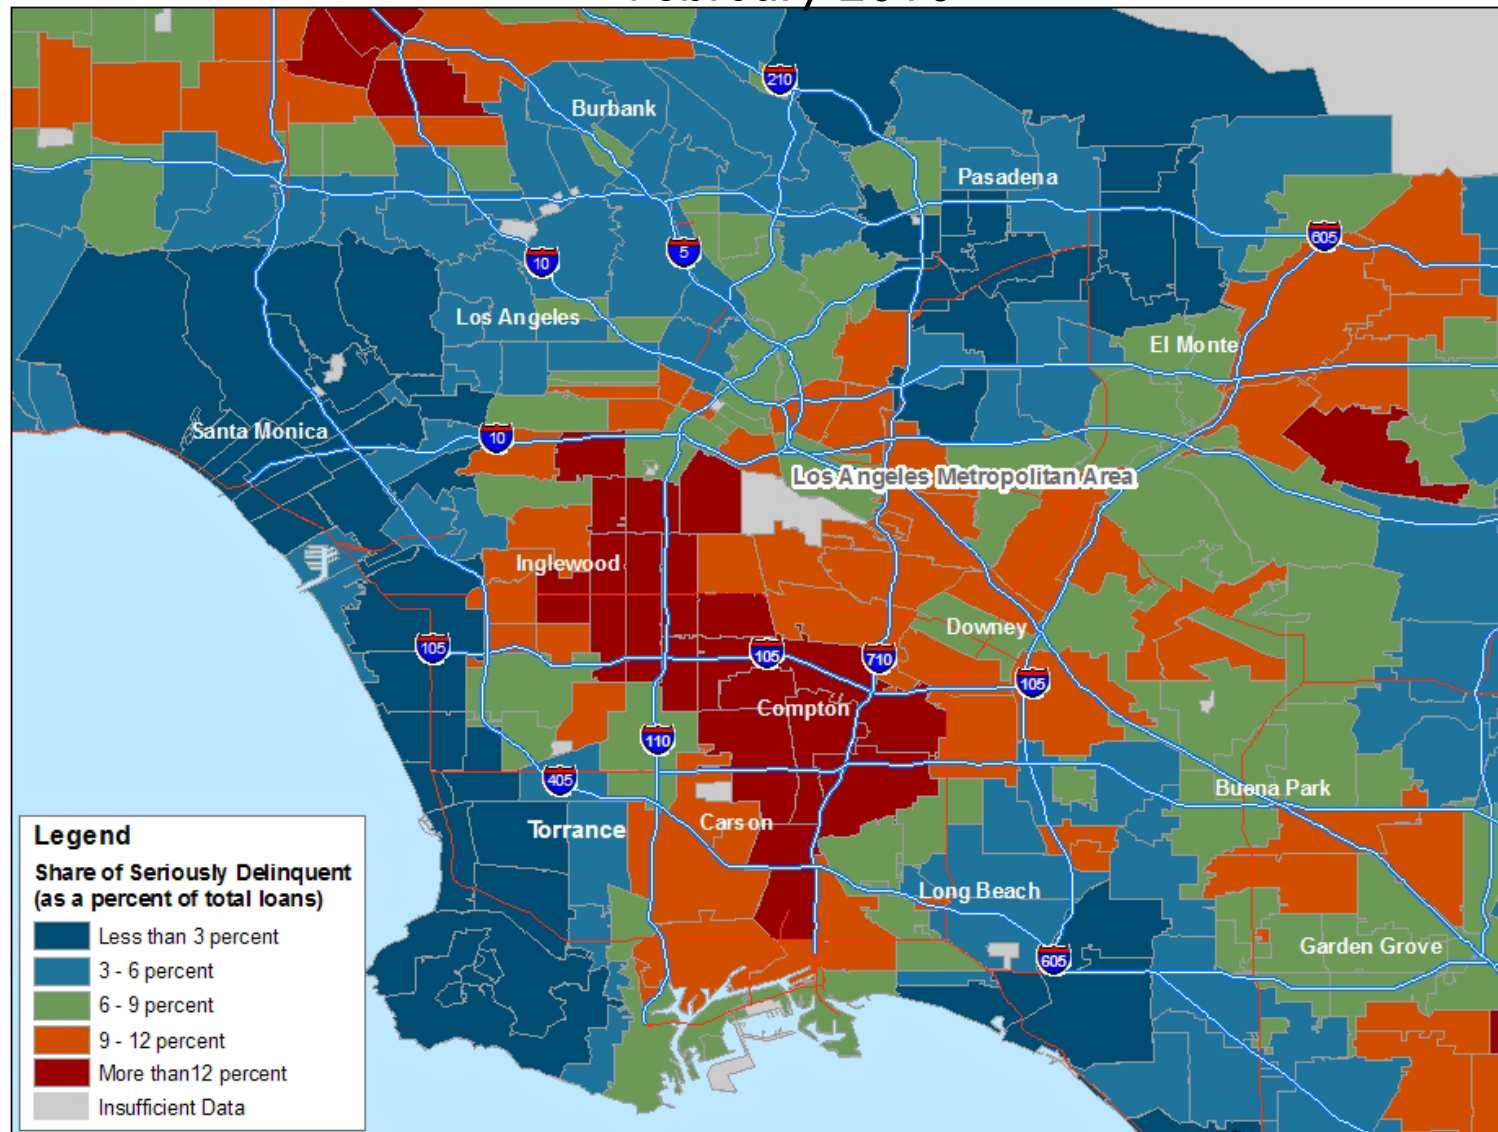 210
Burbank
Pasadena
605
10
5
Los Angeles
El Monte
Santa Monica
10
Los Angeles Metropolitan Area
Inglewood
Downey
105
105
710
105
Compton
110
405
Buena Park
Torrance
Carson
Long Beach
Garden Grove
605
Legend
Share of Seriously Delinquent
(as a percent of total loans)
Less than 3 percent
3 - 6 percent
6 - 9 percent
9 - 12 percent
More than12 percent
Insufficient Data